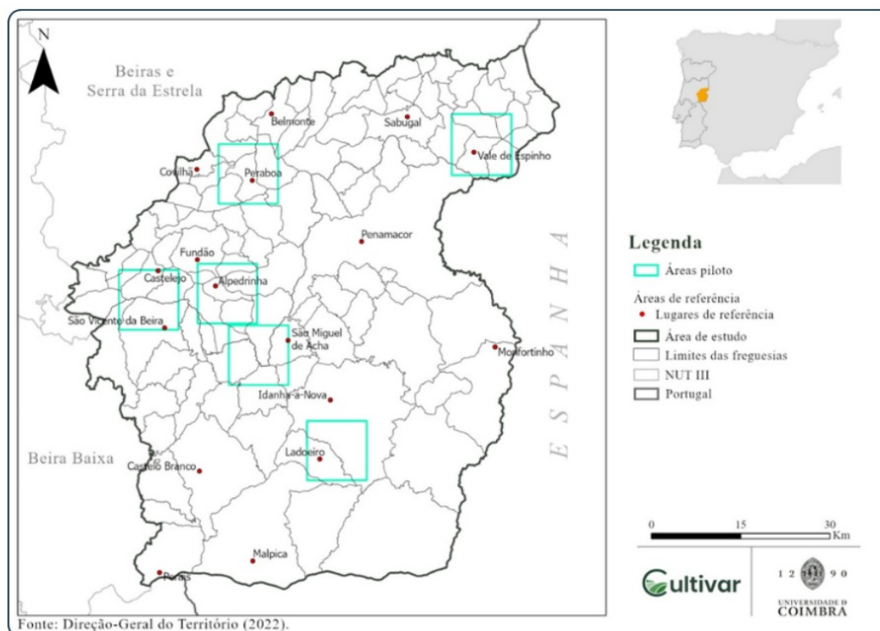 N
Beiras e
Serra da Estrela
Belmonte
Sabugal
Vale de Espinho
Covilhã
Peraboa
Penamacor
Fundão
Castelejo
Alpedrinha
São Vicente da Beira
São Miguel
de Acha
Monfortinho
Idanha-a-Nova
ESPANHA
Beira Baixa
Castelo Branco
Ladoeiro
Malpica
Perais
Fonte: Direção-Geral do Território (2022).
Legenda
Áreas piloto
Áreas de referência
Lugares de referência
Área de estudo
Limites das freguesias
NUT III
Portugal
0 15 30
Km
Cultivar
12 90
UNIVERSIDADE D
COIMBRA